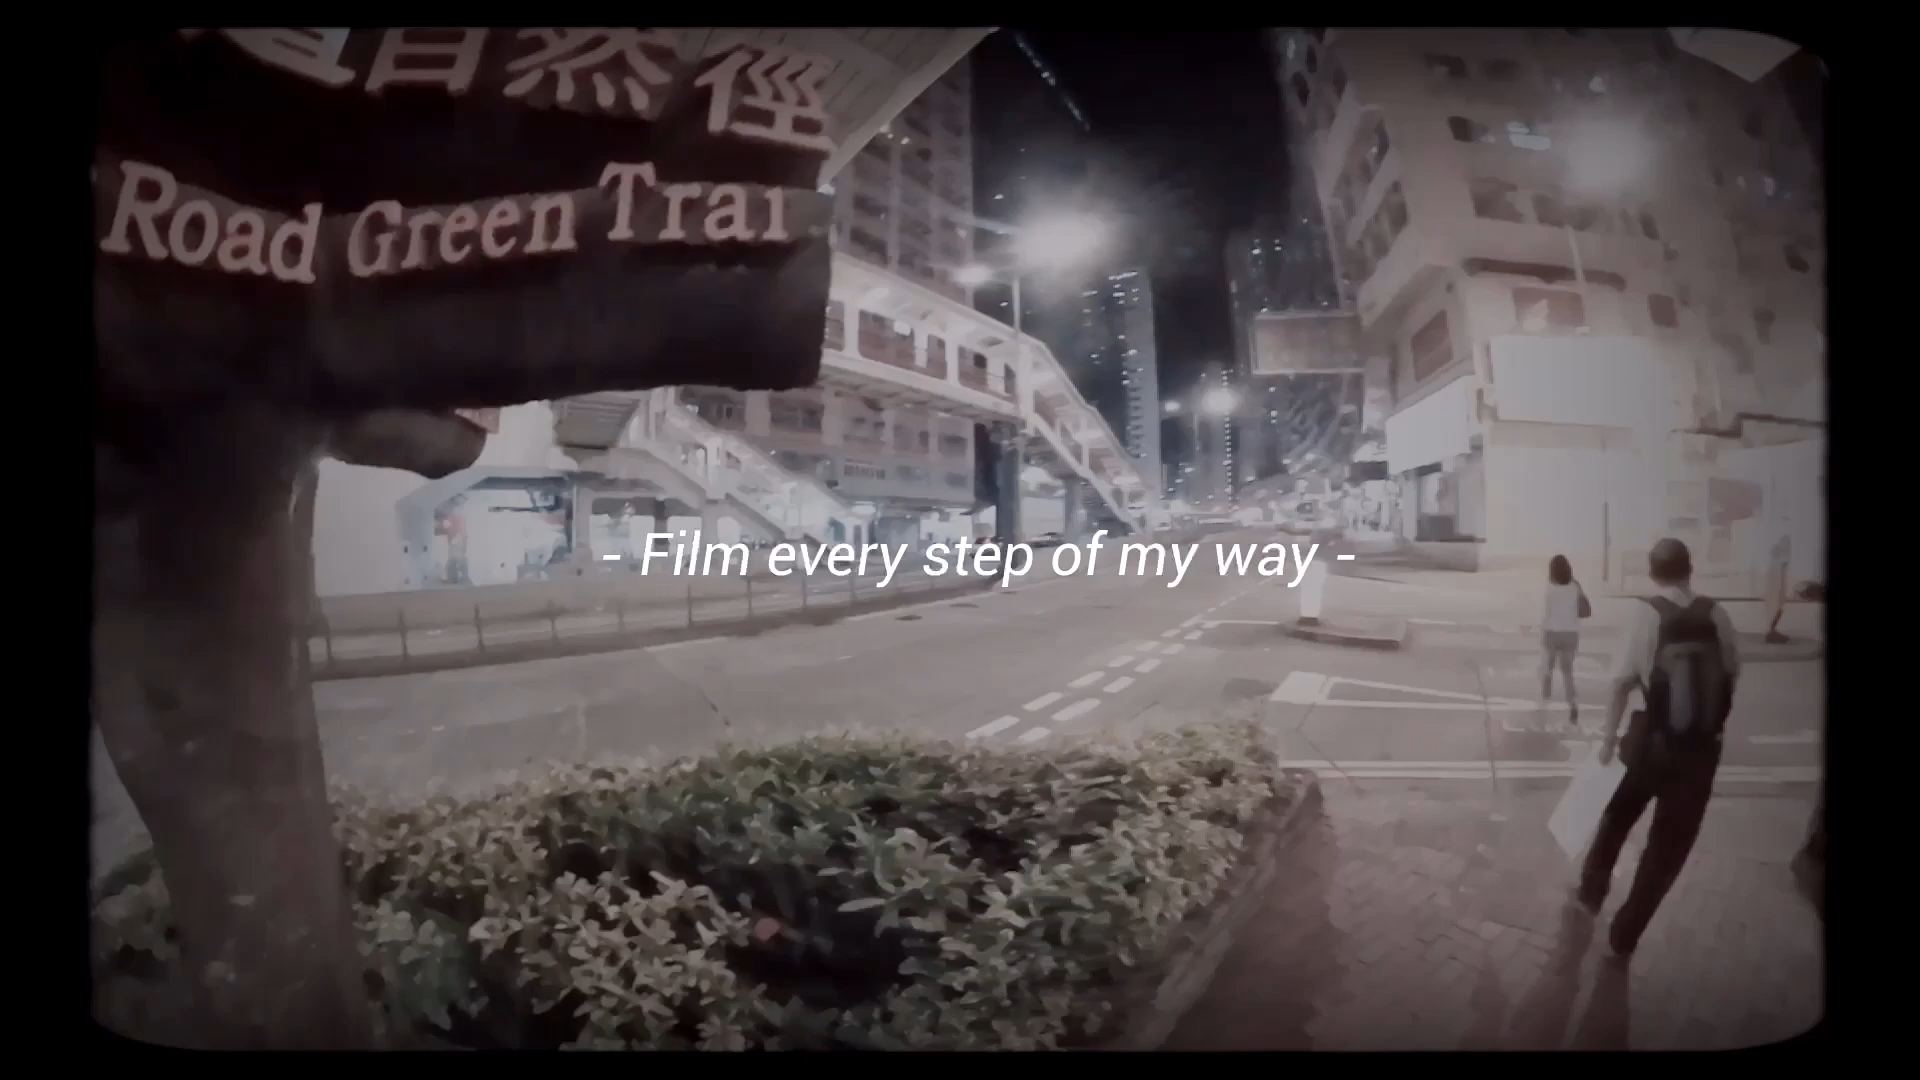 自然徑
Road Green Trai
- Film every step of my way -